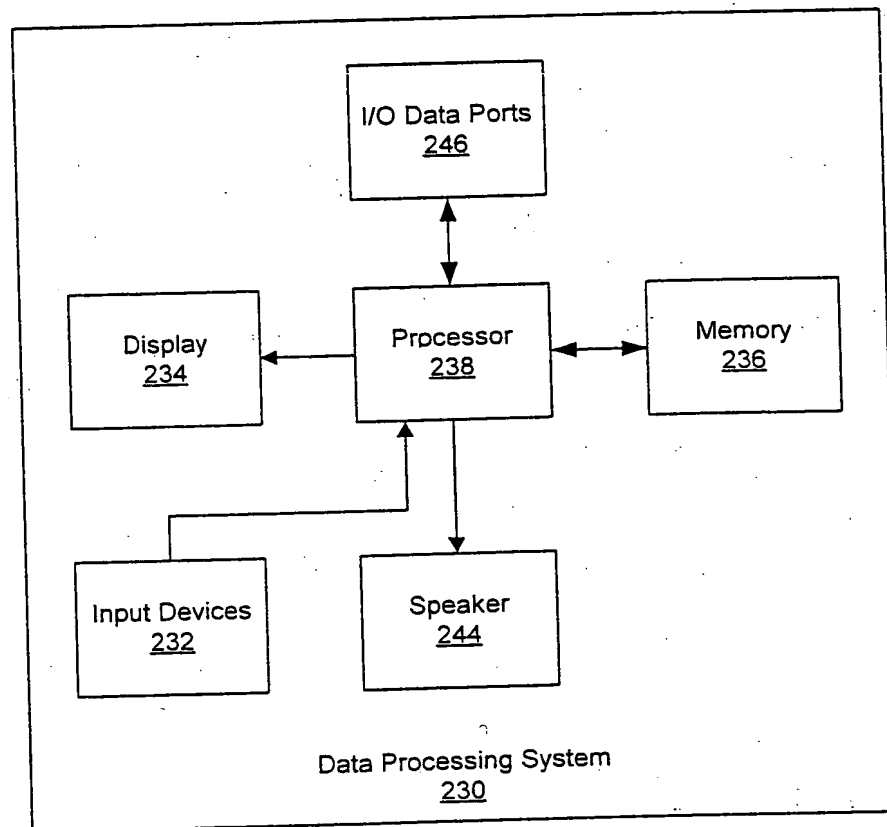 I/O Data Ports
246
Display
234
Processor
238
Memory
236
Input Devices
232
Speaker
244
Data Processing System
230